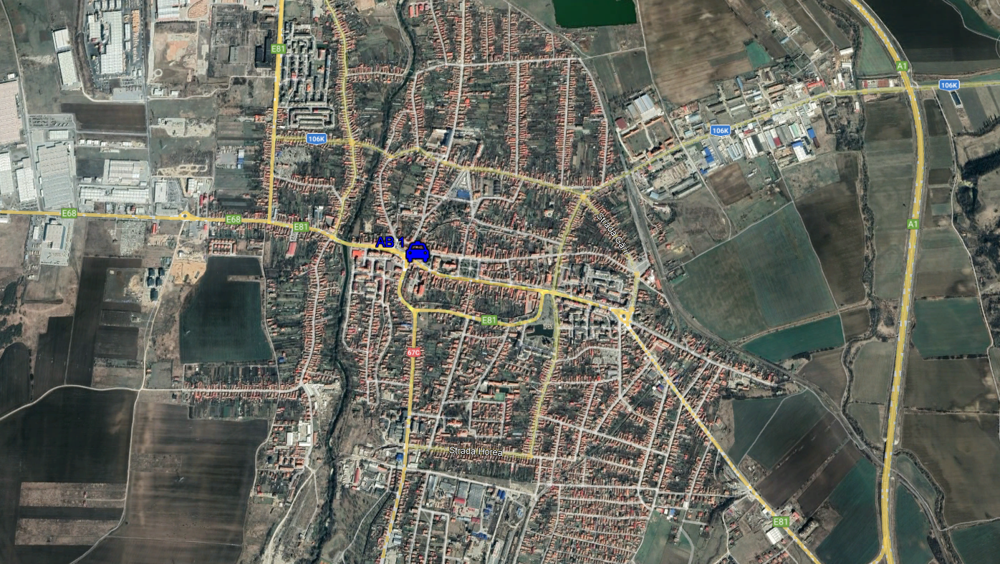 E81
A1
106K
106K
106K
E68
E68
E81
Strada Gării
A1
AB 1
E81
67C
Strada Horea
E81